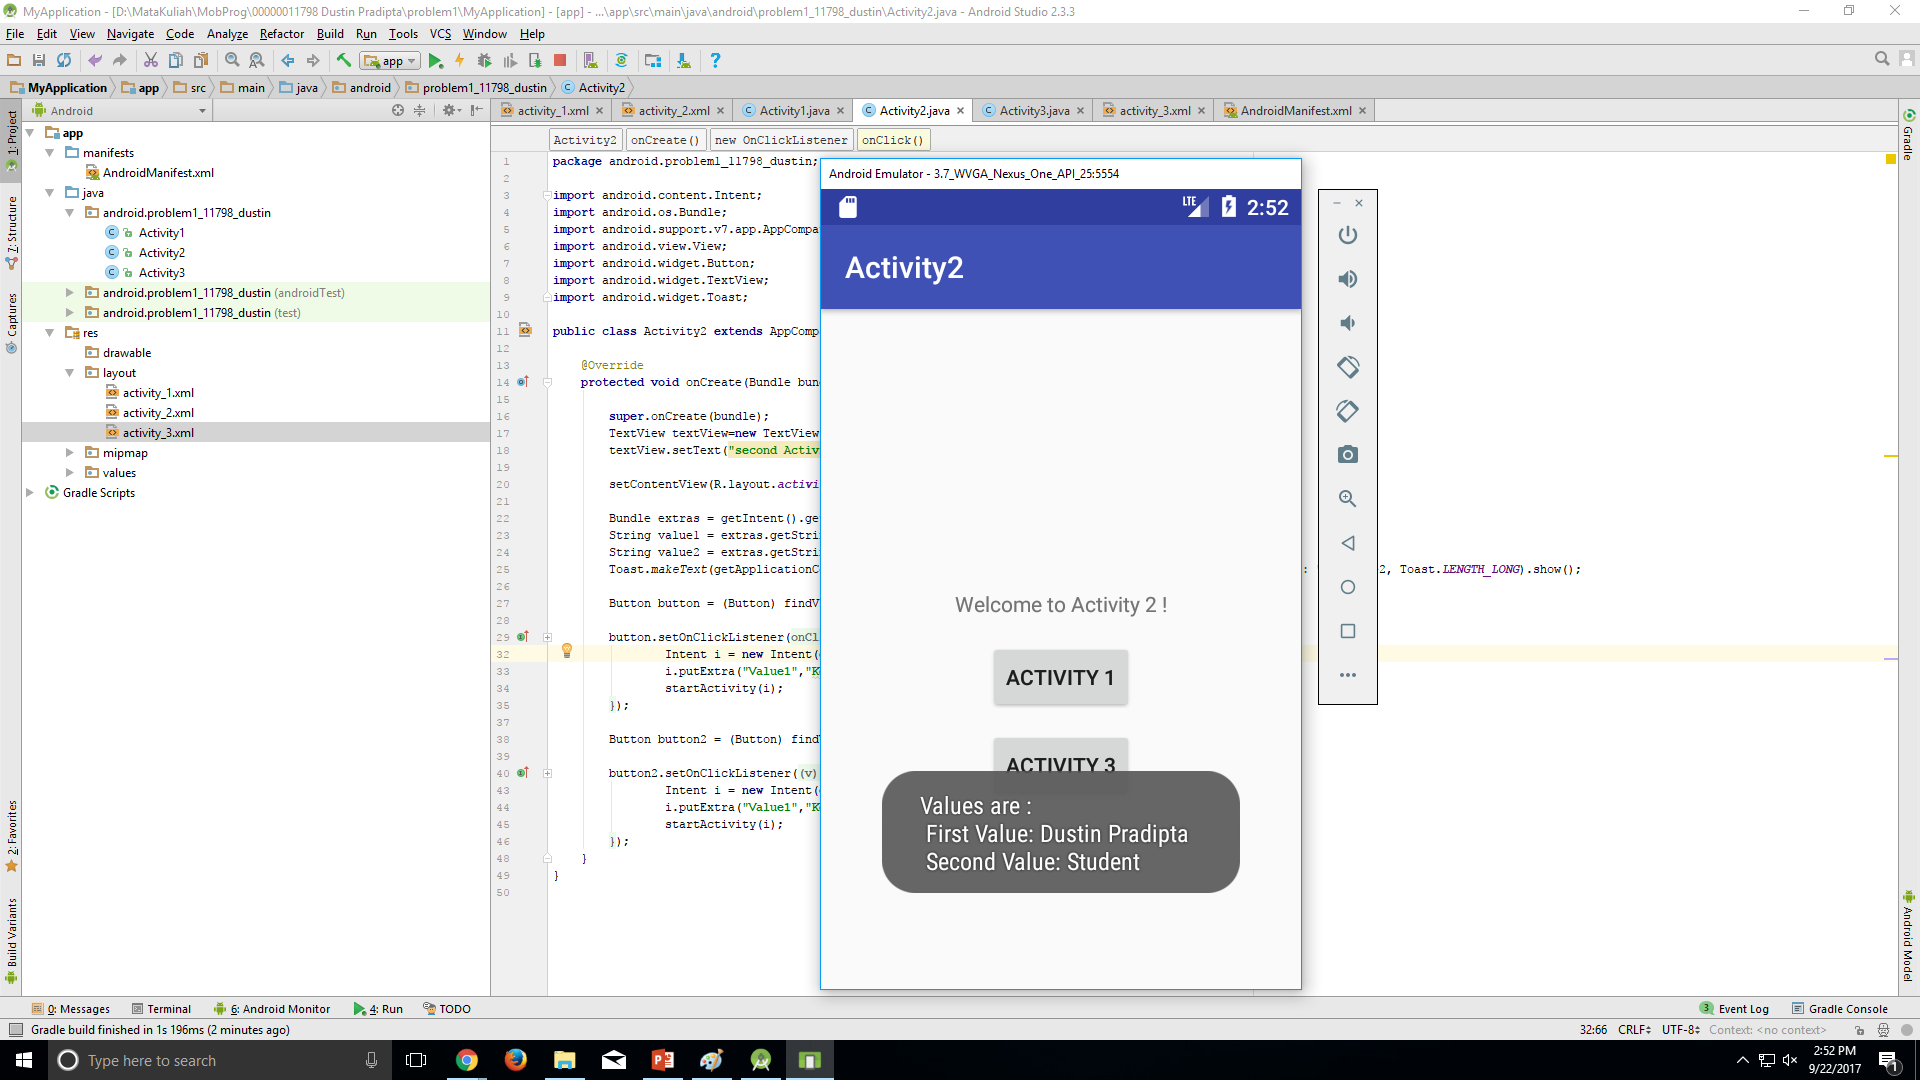 MyApplication - [D:\MataKuliah\MobProg\00000011798 Dustin Pradipta\problem1\MyApplication] - [app] - ...\app\src\main\java\android\problem1_11798_dustin\Activity2.java - Android Studio 2.3.3
File Edit View Navigate Code Analyze Refactor Build Run Tools VCS Window Help
app
MyApplication app src main java android problem1_11798_dustin Activity2
Android
activity_1.xml activity_2.xml Activity1.java Activity2.java Activity3.java activity_3.xml AndroidManifest.xml
Activity2 onCreate() new OnClickListener onClick()
1: Project
7: Structure
Captures
2: Favorites
Build Variants
app
manifests
AndroidManifest.xml
java
android.problem1_11798_dustin
Activity1
Activity2
Activity3
android.problem1_11798_dustin (androidTest)
android.problem1_11798_dustin (test)
res
drawable
layout
activity_1.xml
activity_2.xml
activity_3.xml
mipmap
values
Gradle Scripts
1 package android.problem1_11798_dustin;
2
3 import android.content.Intent;
4 import android.os.Bundle;
5 import android.support.v7.app.AppCompa
6 import android.view.View;
7 import android.widget.Button;
8 import android.widget.TextView;
9 import android.widget.Toast;
10
11 public class Activity2 extends AppComp
12
13 @Override
14 protected void onCreate(Bundle bun
15
16 super.onCreate(bundle);
17 TextView textView=new TextView
18 textView.setText("second Activ
19
20 setContentView(R.layout.activi
21
22 Bundle extras = getIntent().ge
23 String value1 = extras.getStri
24 String value2 = extras.getStri
25 Toast.makeText(getApplicationC : 2, Toast.LENGTH_LONG).show();
26
27 Button button = (Button) findV
28
29 button.setOnClickListener(onCl
32 Intent i = new Intent(
33 i.putExtra("Value1","K
34 startActivity(i);
35 });
37
38 Button button2 = (Button) find
39
40 button2.setOnClickListener((v)
43 Intent i = new Intent(
44 i.putExtra("Value1","K
45 startActivity(i);
46 });
48 }
49 }
50
Android Emulator - 3.7_WVGA_Nexus_One_API_25:5554
LTE 2:52
Activity2
Welcome to Activity 2 !
ACTIVITY 1
ACTIVITY 3
Values are :
First Value: Dustin Pradipta
Second Value: Student
Gradle
Android Model
0: Messages Terminal 6: Android Monitor 4: Run TODO 3 Event Log Gradle Console
Gradle build finished in 1s 196ms (2 minutes ago) 32:66 CRLF UTF-8 Context: <no context>
Type here to search
2:52 PM
9/22/2017
1